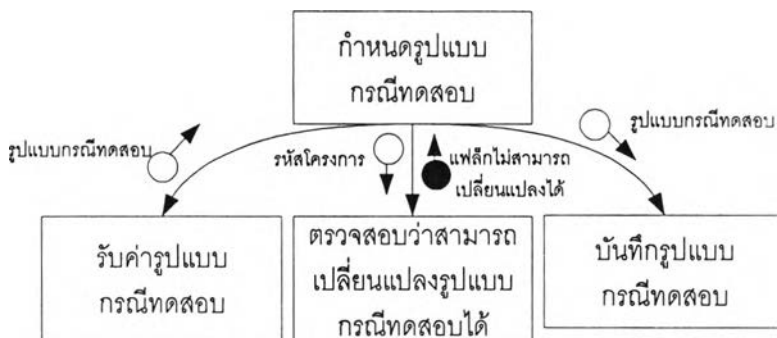 กำหนดรูปแบบ
กรณีทดสอบ
รูปแบบกรณีทดสอบ
รหัสโครงการ
แฟล็กไม่สามารถ
เปลี่ยนแปลงได้
รูปแบบกรณีทดสอบ
รับค่ารูปแบบ
กรณีทดสอบ
ตรวจสอบว่าสามารถ
เปลี่ยนแปลงรูปแบบ
กรณีทดสอบได้
บันทึกรูปแบบ
กรณีทดสอบ